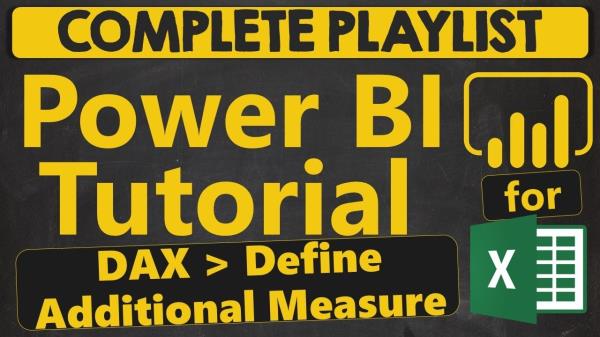 COMPLETE PLAYLIST
Power BI
Tutorial
for
DAX > Define
Additional Measure
X